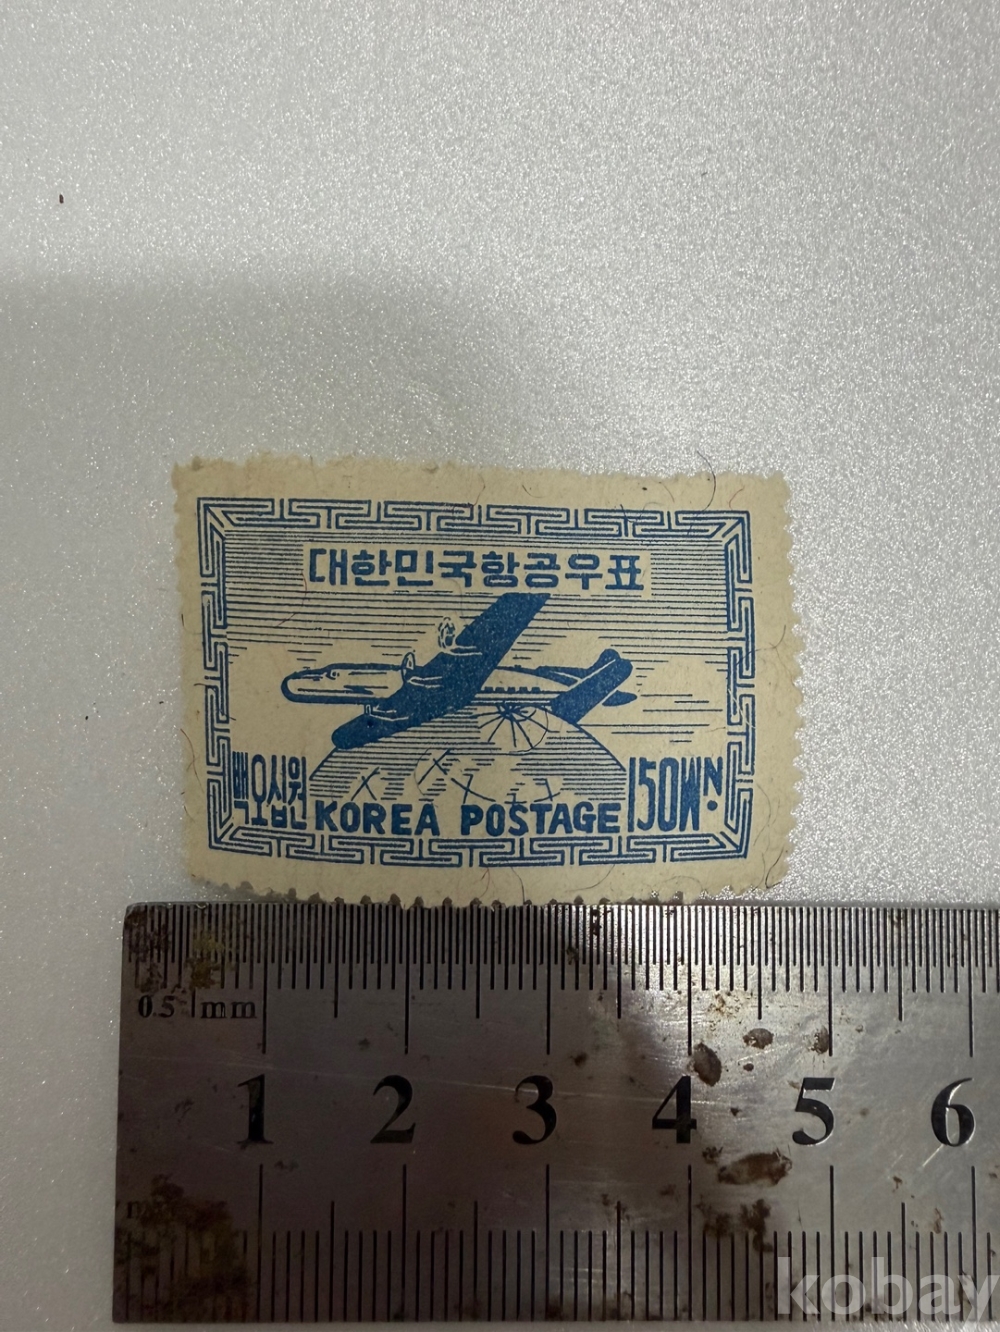 대한민국항공우표
백오십원
KOREA POSTAGE
150WN.
0.5 1mm
1 2 3 4 5 6
kobay